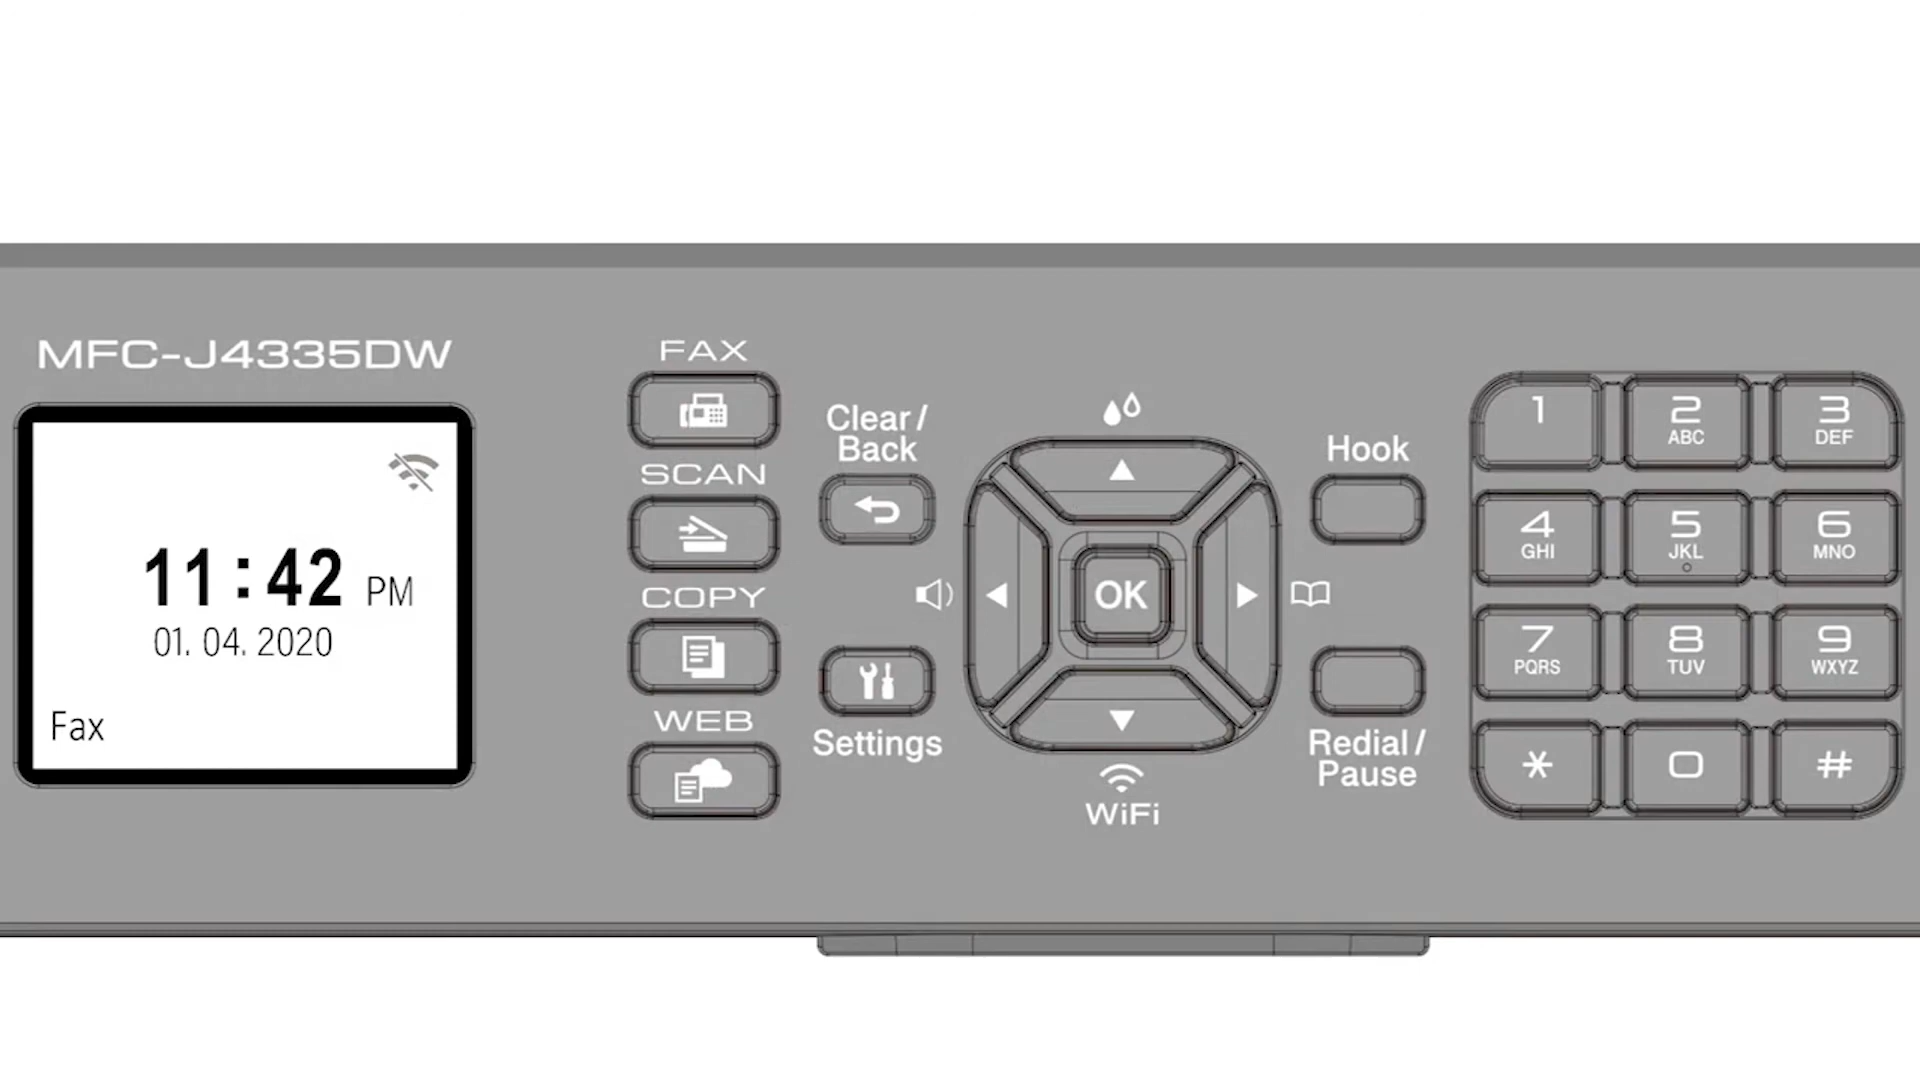 MFC-J4335DW
11:42 PM
01. 04. 2020
Fax
FAX
SCAN
COPY
WEB
Clear/
Back
Settings
OK
WiFi
Hook
Redial/
Pause
1
2
ABC
3
DEF
4
GHI
5
JKL
6
MNO
7
PQRS
8
TUV
9
WXYZ
*
0
#